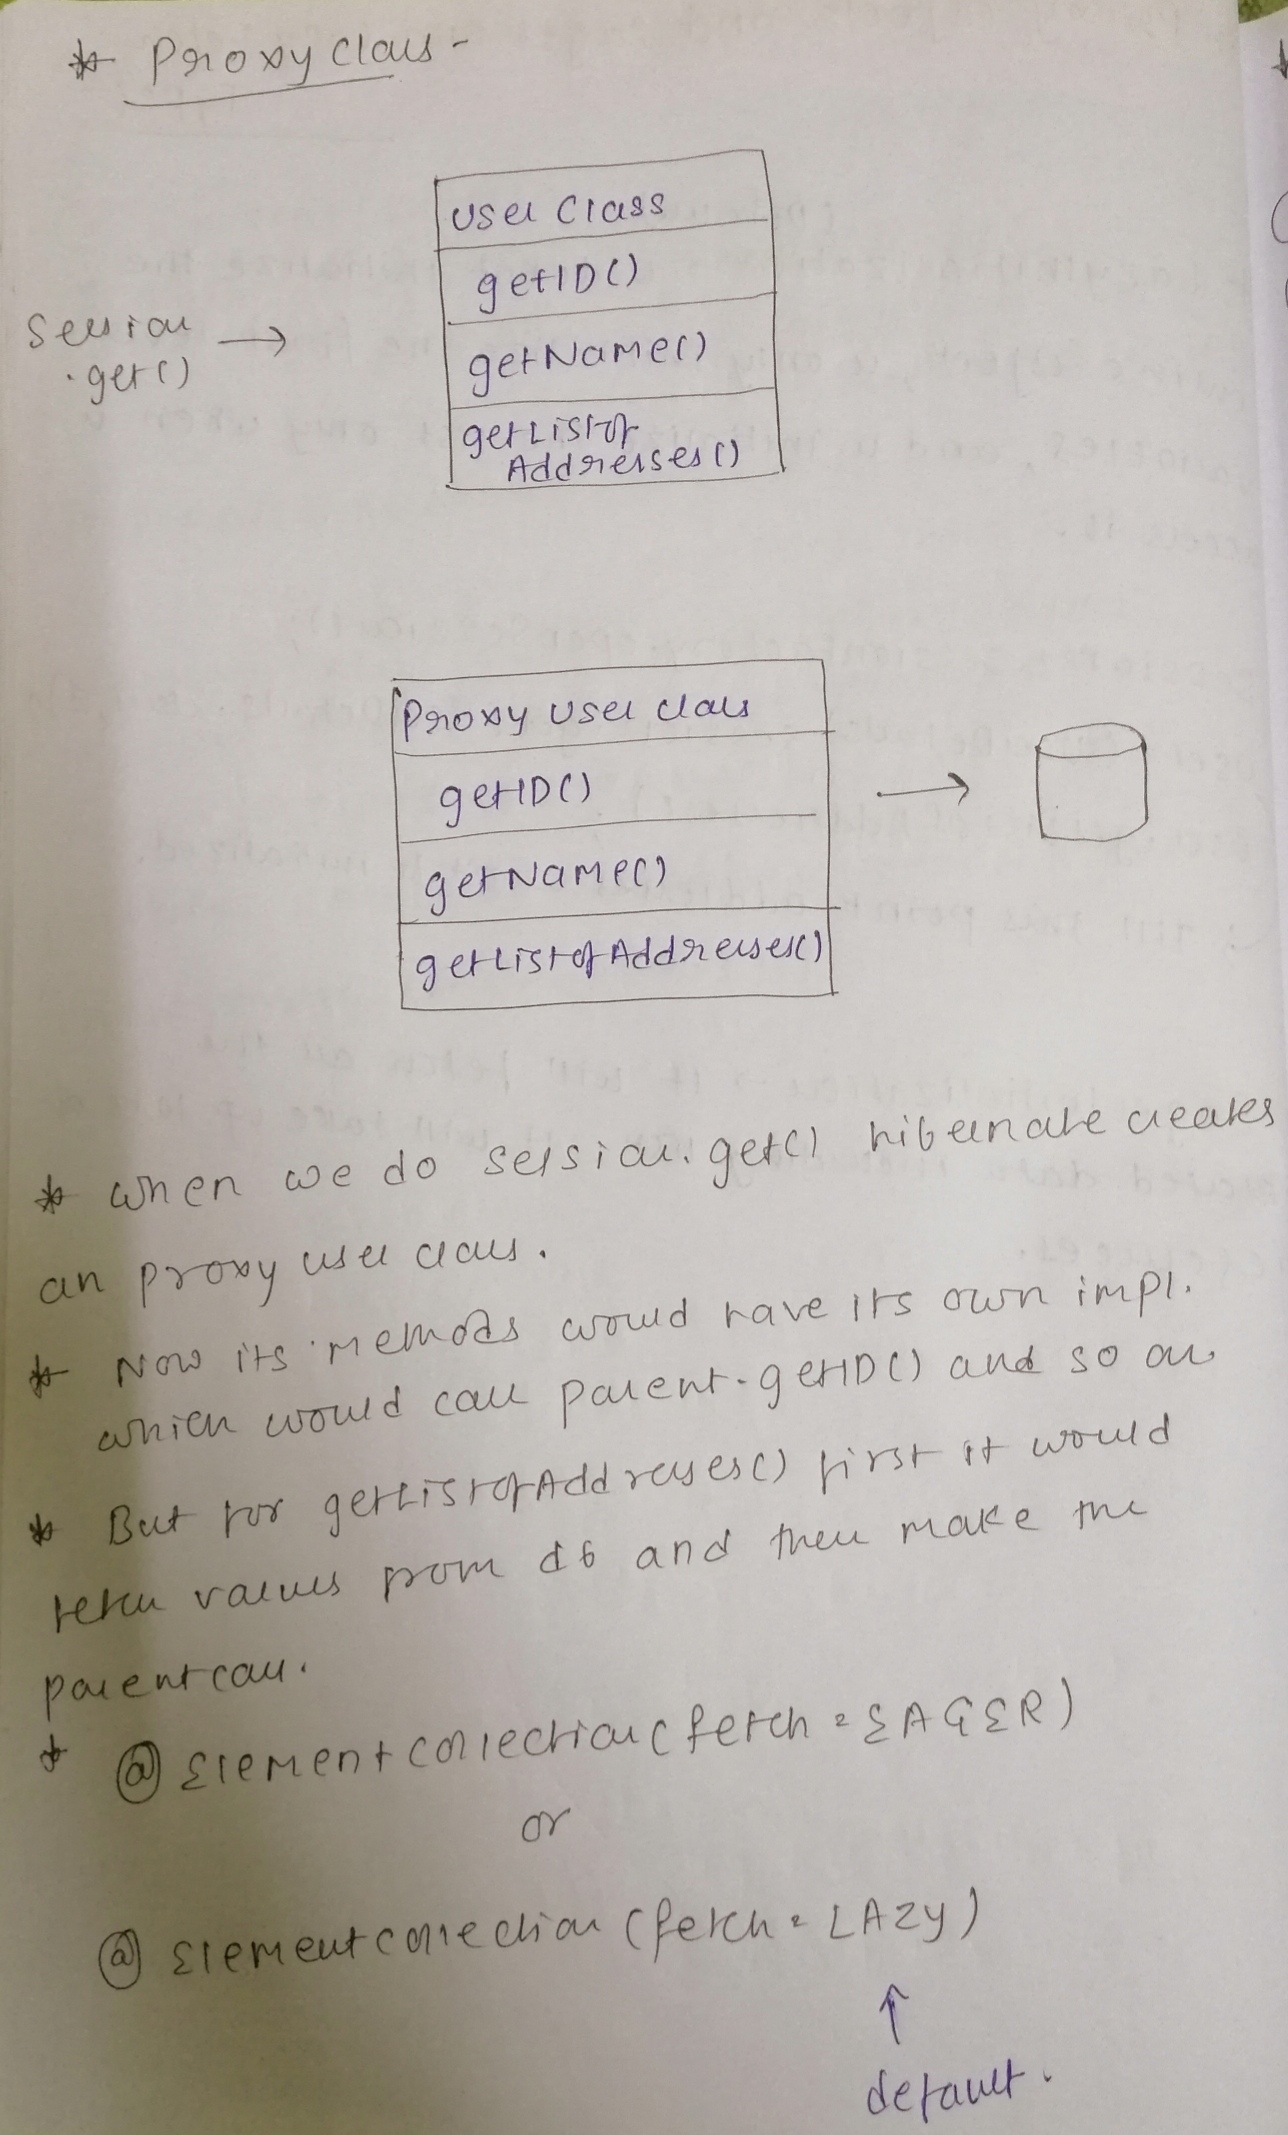 * Proxy Class -
User Class
getID()
getName()
getListof
Addresses()
Session
.get()
Proxy User class
getID()
getName()
getListofAddresses()
* When we do session.get() hibernate creates
an proxy user class.
* Now its methods would have its own impl.
which would call parent.getID() and so on
* But for getListofAddresses() first it would
fetch values from db and then make the
parent call.
* @ElementCollection(fetch=EAGER)
or
@ElementCollection(fetch=LAZY)
↑
default.